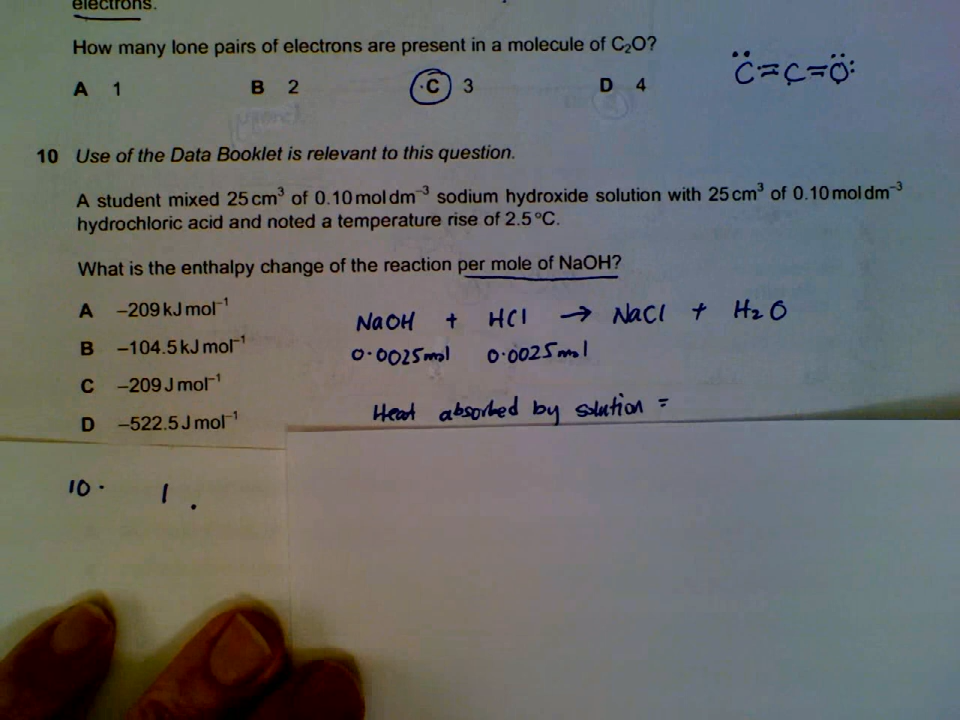 electrons.
How many lone pairs of electrons are present in a molecule of C₂O?
A 1 B 2 C 3 D 4
C=C=O
10 Use of the Data Booklet is relevant to this question.
A student mixed 25 cm³ of 0.10 mol dm⁻³ sodium hydroxide solution with 25 cm³ of 0.10 mol dm⁻³
hydrochloric acid and noted a temperature rise of 2.5 °C.
What is the enthalpy change of the reaction per mole of NaOH?
A −209 kJ mol⁻¹
B −104.5 kJ mol⁻¹
C −209 J mol⁻¹
D −522.5 J mol⁻¹
NaOH + HCl → NaCl + H₂O
0.0025mol 0.0025mol
Heat absorbed by solution =
10. 1.